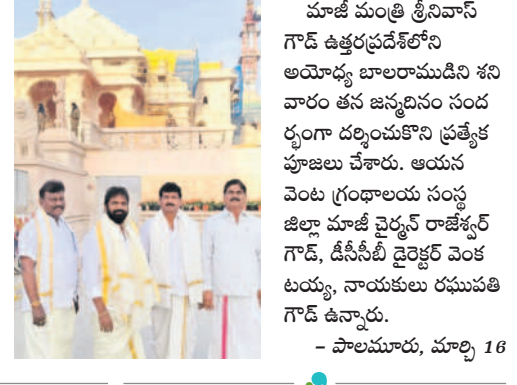 మాజీ మంత్రి శ్రీనివాస్
గౌడ్ ఉత్తరప్రదేశ్‌లోని
అయోధ్య బాలరాముడిని శని
వారం తన జన్మదినం సంద
ర్భంగా దర్శించుకొని ప్రత్యేక
పూజలు చేశారు. ఆయన
వెంట గ్రంథాలయ సంస్థ
జిల్లా మాజీ చైర్మన్ రాజేశ్వర్
గౌడ్, డీసీసీబీ డైరెక్టర్ వెంక
టయ్య, నాయకులు రఘుపతి
గౌడ్ ఉన్నారు.
– పాలమూరు, మార్చి 16